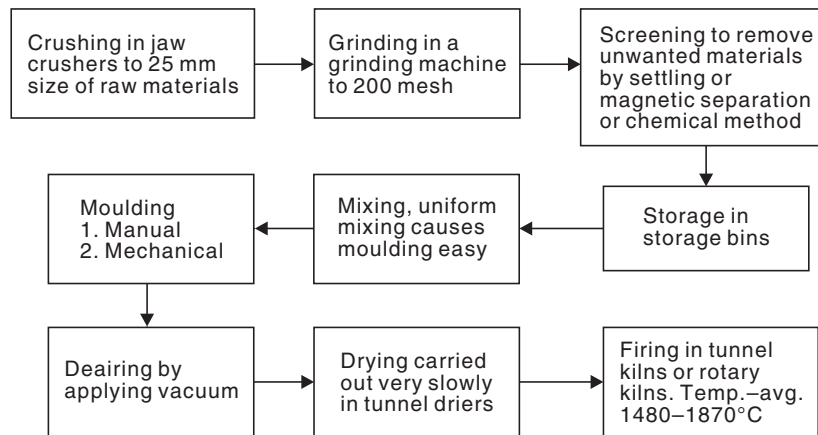 Crushing in jaw
crushers to 25 mm
size of raw materials
Grinding in a
grinding machine
to 200 mesh
Screening to remove
unwanted materials
by settling or
magnetic separation
or chemical method
Storage in
storage bins
Mixing, uniform
mixing causes
moulding easy
Moulding
1. Manual
2. Mechanical
Deairing by
applying vacuum
Drying carried
out very slowly
in tunnel driers
Firing in tunnel
kilns or rotary
kilns. Temp.–avg.
1480–1870°C